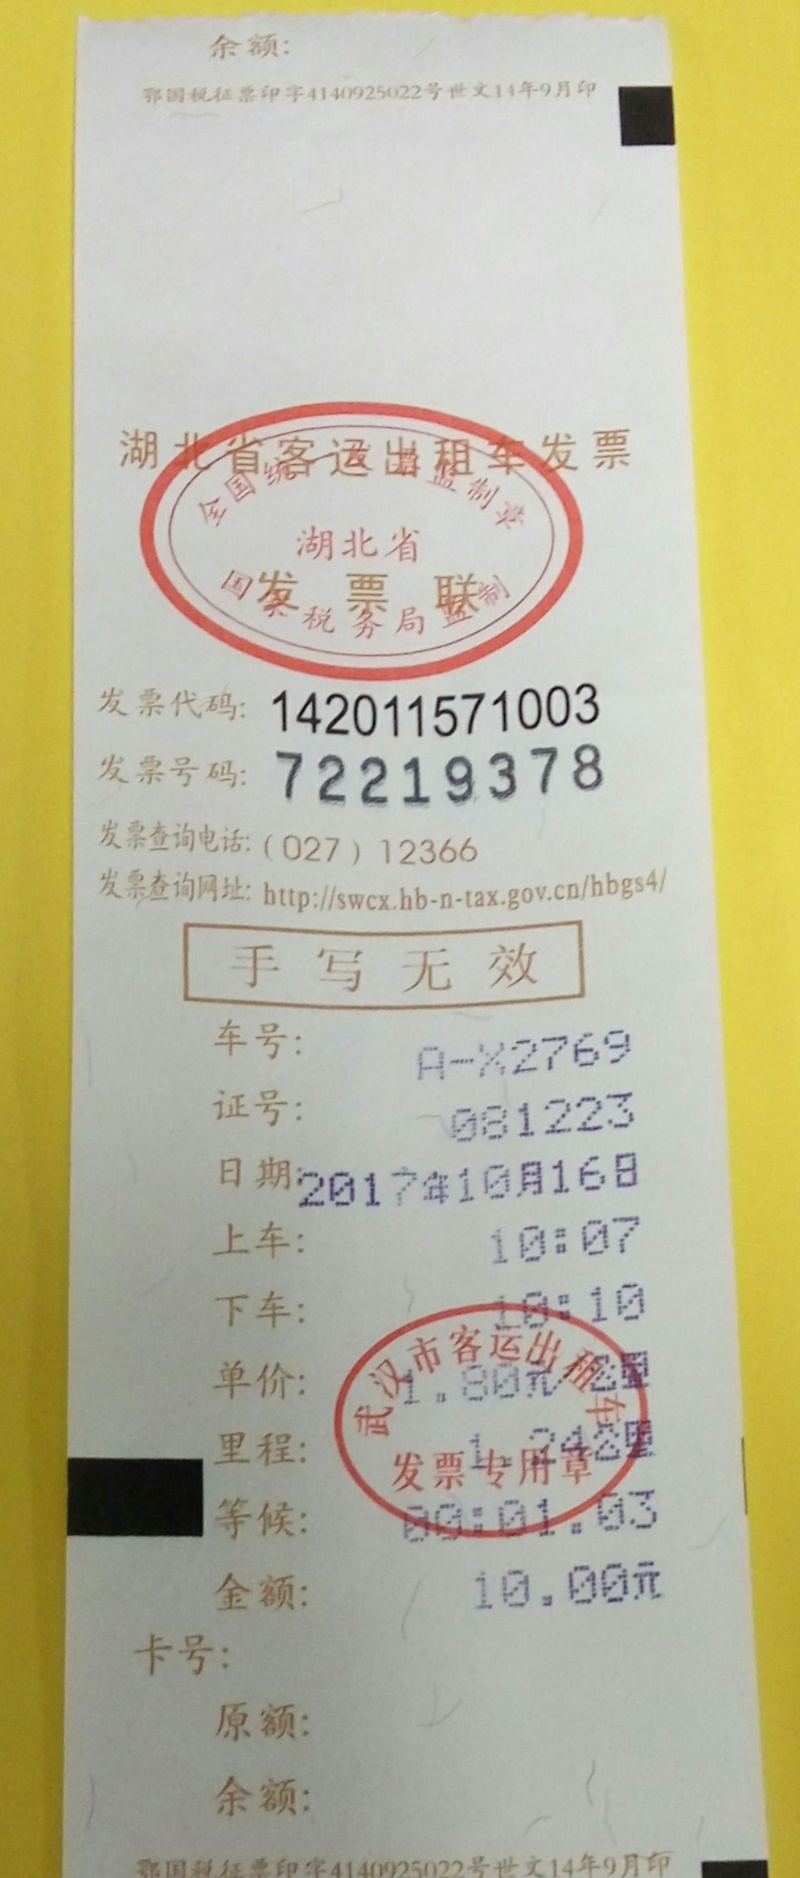 余额:
鄂国税征票印字4140925022号世文14年9月印
湖北省客运出租车发票
全国统一发票监制章
湖北省
发票联
国家税务局监制
发票代码: 142011571003
发票号码: 72219378
发票查询电话: (027) 12366
发票查询网址: http://swcx.hb-n-tax.gov.cn/hbgs4/
手写无效
车号: A-X2769
证号: 081223
日期: 2017年10月16日
上车: 10:07
下车: 10:10
武汉市客运出租车
单价: 1.80元/公里
里程: 1.24公里
发票专用章
等候: 00:01.03
金额: 10.00元
卡号:
原额:
余额:
鄂国税征票印字4140925022号世文14年9月印